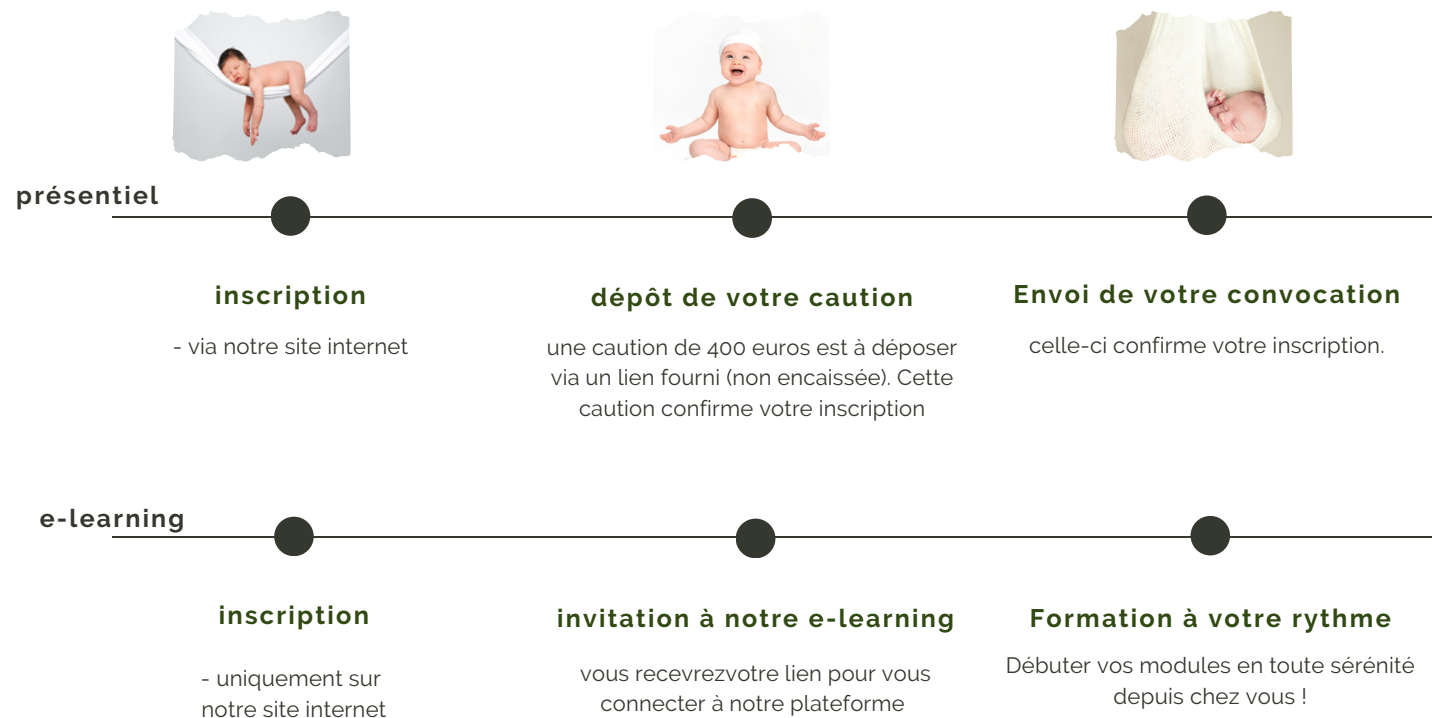 présentiel
inscription
- via notre site internet
dépôt de votre caution
une caution de 400 euros est à déposer
via un lien fourni (non encaissée). Cette
caution confirme votre inscription
Envoi de votre convocation
celle-ci confirme votre inscription.
e-learning
inscription
- uniquement sur
notre site internet
invitation à notre e-learning
vous recevrezvotre lien pour vous
connecter à notre plateforme
Formation à votre rythme
Débuter vos modules en toute sérénité
depuis chez vous !